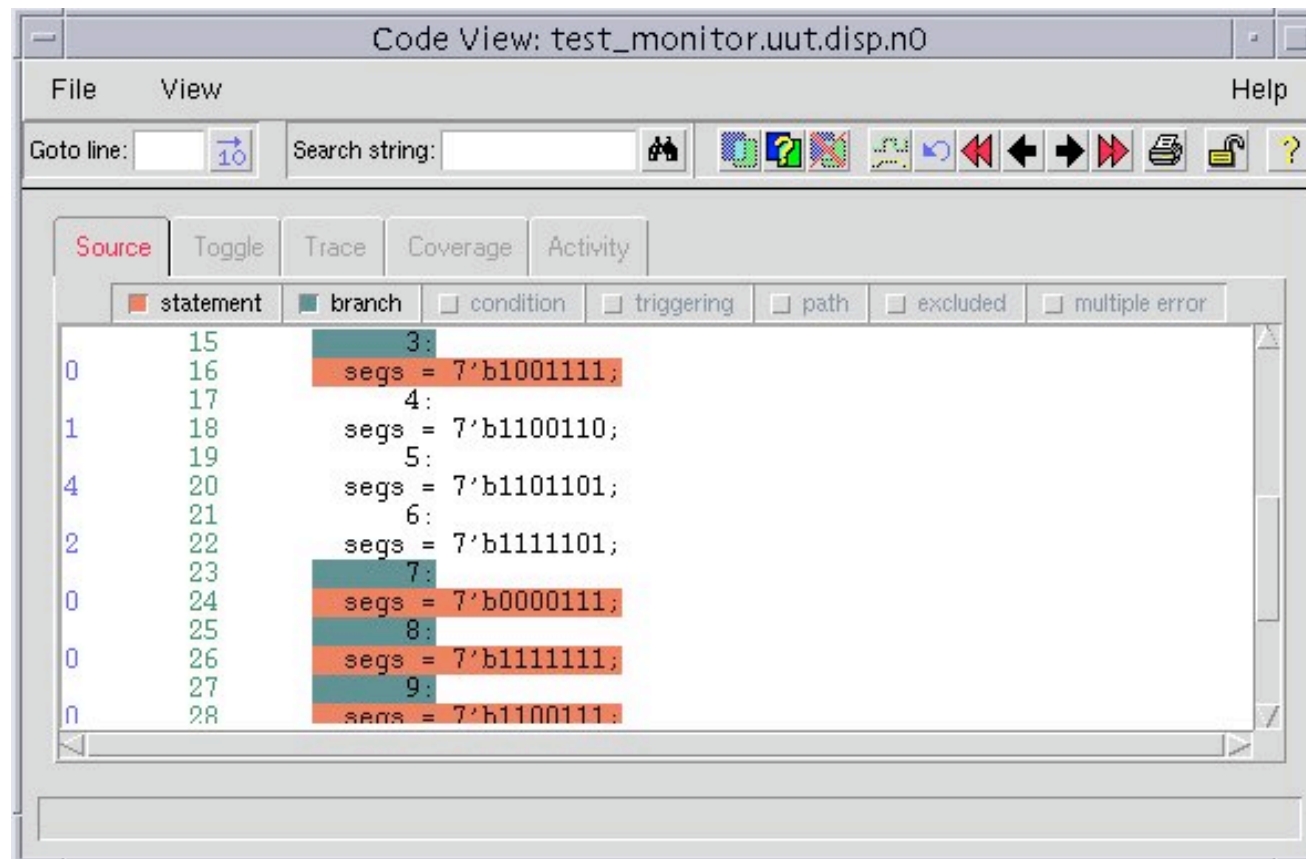 Code View: test_monitor.uut.disp.n0
File View Help
Goto line: 10 Search string: ?
Source Toggle Trace Coverage Activity
statement branch condition triggering path excluded multiple error
15 3:
0 16 segs = 7'b1001111;
17 4:
1 18 segs = 7'b1100110;
19 5:
4 20 segs = 7'b1101101;
21 6:
2 22 segs = 7'b1111101;
23 7:
0 24 segs = 7'b0000111;
25 8:
0 26 segs = 7'b1111111;
27 9:
0 28 segs = 7'b1100111;